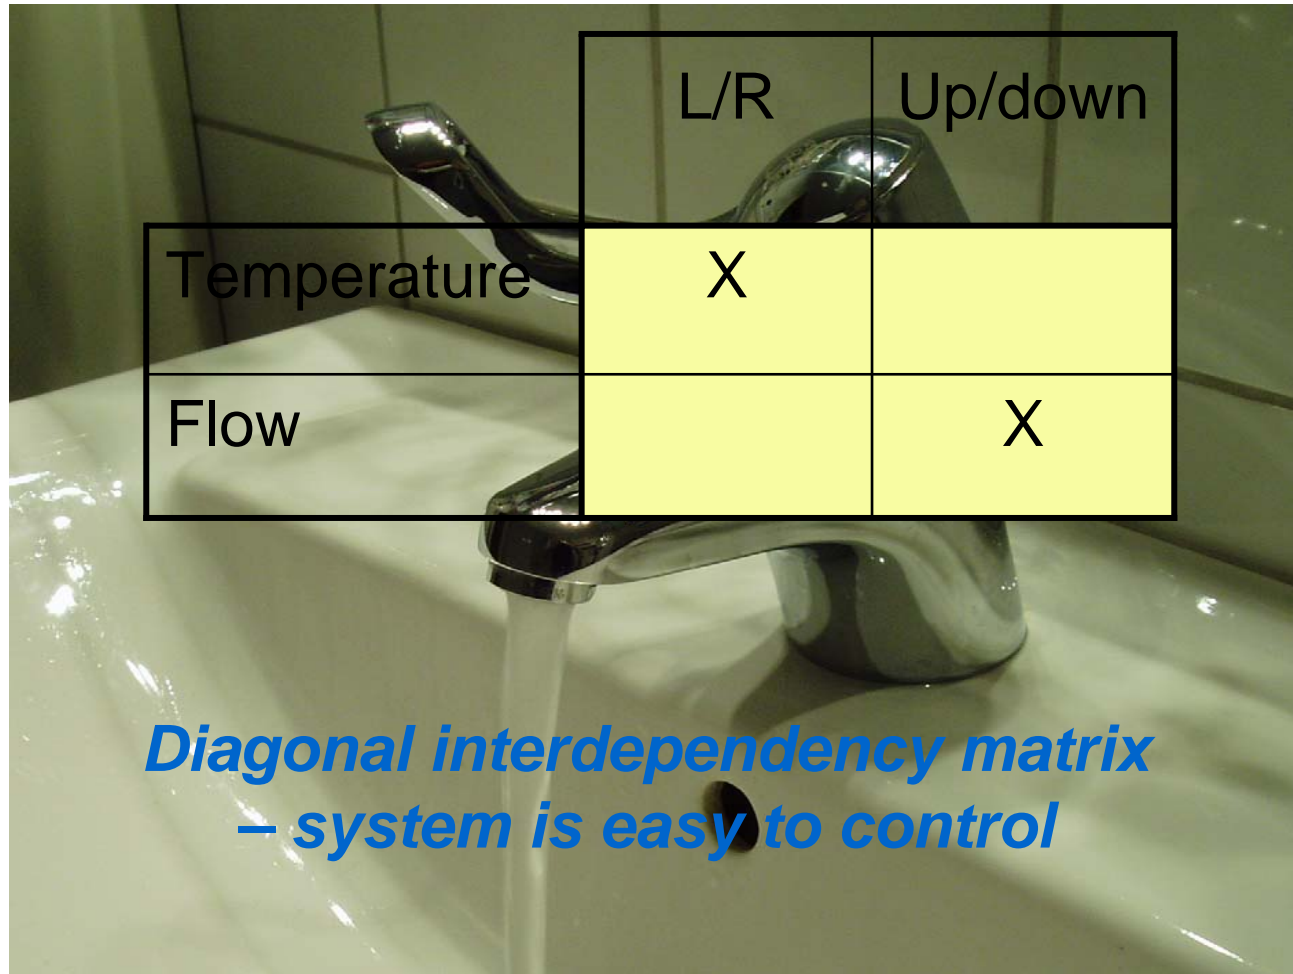 L/R Up/down
Temperature X
Flow X
Diagonal interdependency matrix
– system is easy to control